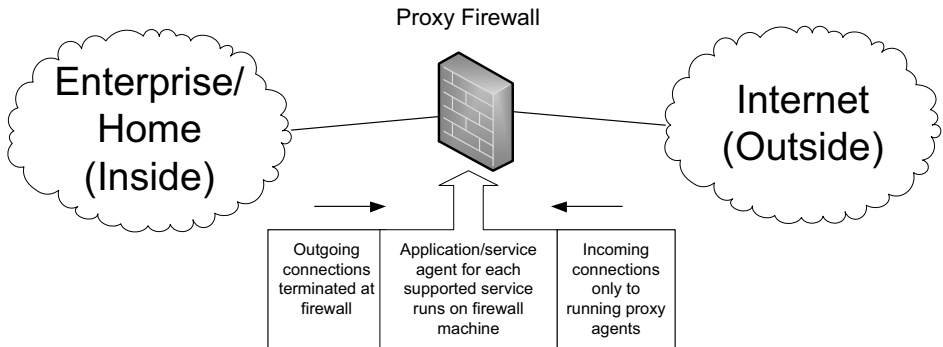 Proxy Firewall
Enterprise/
Home
(Inside)
Internet
(Outside)
Outgoing
connections
terminated at
firewall
Application/service
agent for each
supported service
runs on firewall
machine
Incoming
connections
only to
running proxy
agents